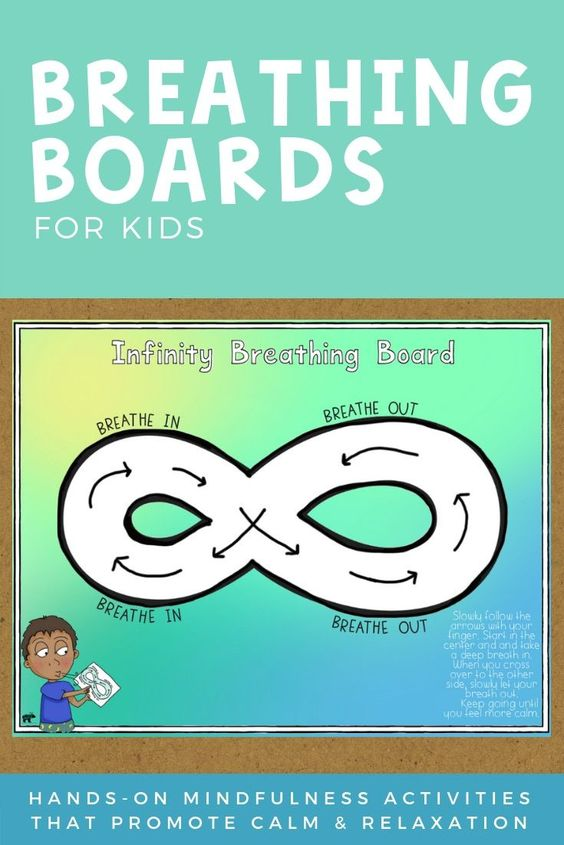 BREATHING
BOARDS
FOR KIDS
Infinity Breathing Board
BREATHE IN
BREATHE OUT
BREATHE IN
BREATHE OUT
Slowly follow the
arrows with your
finger. Start in the
center and and take
a deep breath in.
When you cross
over to the other
side, slowly let your
breath out.
Keep going until
you feel more calm.
HANDS-ON MINDFULNESS ACTIVITIES
THAT PROMOTE CALM & RELAXATION